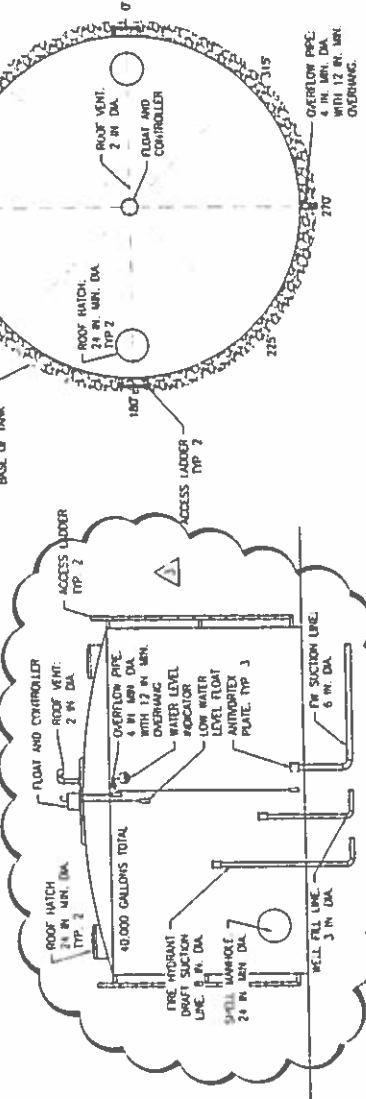 ROOF HATCH
24 IN. MIN. DIA.
TYP. 2
FLOAT AND CONTROLLER
ROOF VENT:
2 IN DIA.
ACCESS LADDER
TYP. 2
40,000 GALLONS TOTAL
OVERFLOW PIPE.
4 IN MIN DIA.
WITH 12 IN MIN.
OVERHANG
WATER LEVEL
INDICATOR
LOW WATER
LEVEL FLOAT
ANTIVORTEX
PLATE, TYP. 3
3
FIRE HYDRANT
DRAFT SUCTION
LINE. 8 IN. DIA.
SHELL MANHOLE:
24 IN MIN DIA
WELL FILL LINE.
3 IN DIA.
FW SUCTION LINE:
6 IN. DIA.
BASE OF TANK
ROOF HATCH:
24 IN. MIN. DIA.
TYP 2
ROOF VENT:
2 IN DIA.
FLOAT AND
CONTROLLER
0°
180°
ACCESS LADDER
TYP 2
225°
270°
315°
OVERFLOW PIPE:
4 IN. MIN. DIA.
WITH 12 IN. MIN.
OVERHANG.